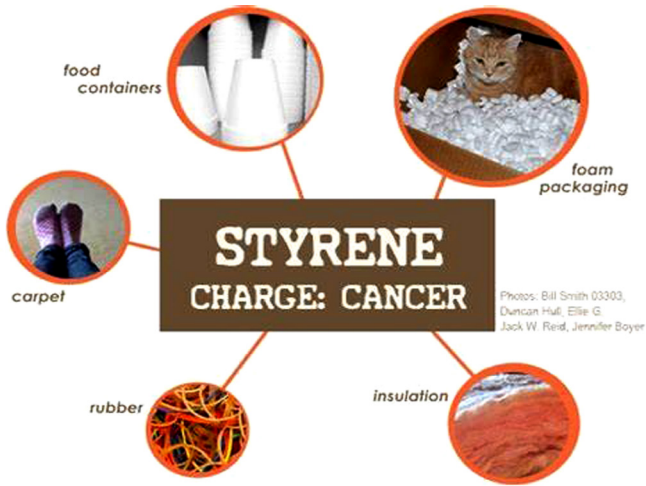 food
containers
foam
packaging
carpet
STYRENE
CHARGE: CANCER
Photos: Bill Smith 03303,
Duncan Hull, Ellie G.
Jack W. Reid, Jennifer Boyer
rubber
insulation